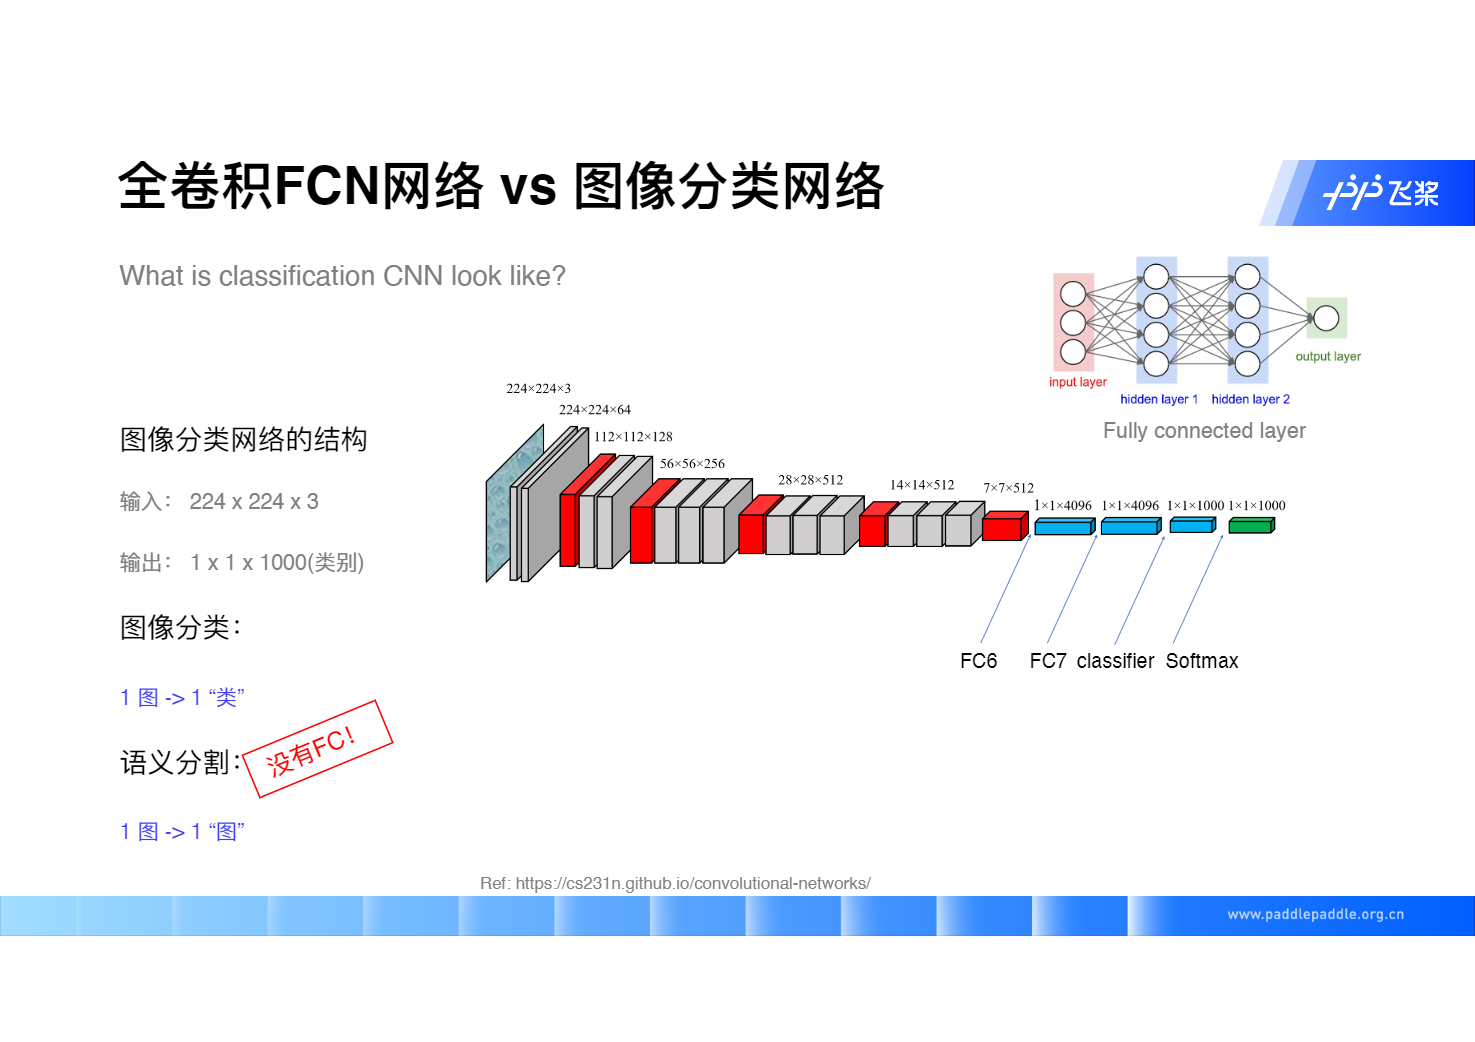 全卷积FCN网络 vs 图像分类网络
飞桨
What is classification CNN look like?
input layer
hidden layer 1
hidden layer 2
output layer
Fully connected layer
图像分类网络的结构
输入： 224 x 224 x 3
输出： 1 x 1 x 1000(类别)
图像分类：
1 图 -> 1 “类”
语义分割：
没有FC！
1 图 -> 1 “图”
224×224×3
224×224×64
112×112×128
56×56×256
28×28×512
14×14×512
7×7×512
1×1×4096
1×1×4096
1×1×1000
1×1×1000
FC6
FC7
classifier
Softmax
Ref: https://cs231n.github.io/convolutional-networks/
www.paddlepaddle.org.cn